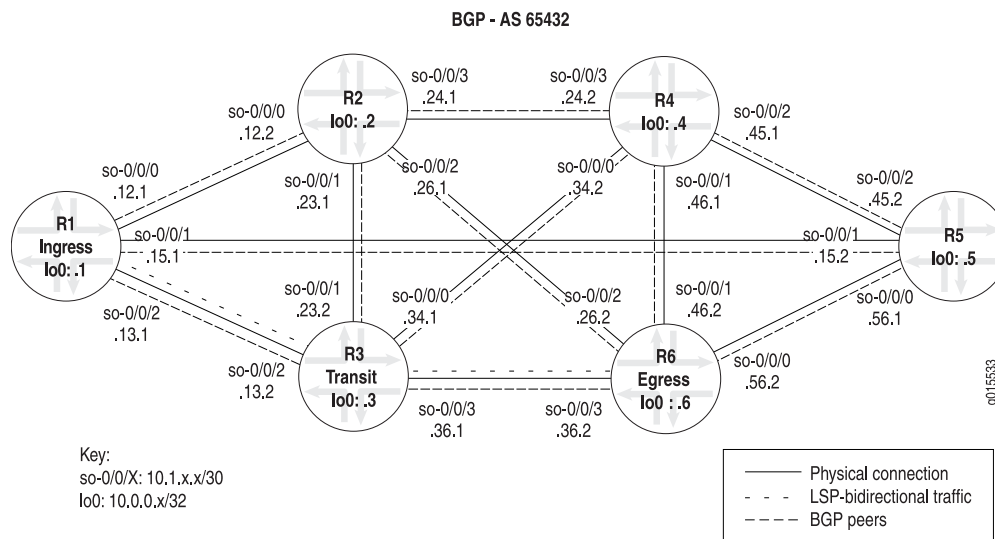 BGP - AS 65432
so-0/0/3
.24.1
so-0/0/3
.24.2
R2
lo0: .2
R4
lo0: .4
so-0/0/0
.12.2
so-0/0/2
.45.1
so-0/0/0
.12.1
so-0/0/1
.23.1
so-0/0/2
.26.1
so-0/0/0
.34.2
so-0/0/1
.46.1
so-0/0/2
.45.2
R1
Ingress
lo0: .1
so-0/0/1
.15.1
so-0/0/1
.15.2
R5
lo0: .5
so-0/0/2
.13.1
so-0/0/1
.23.2
so-0/0/0
.34.1
so-0/0/2
.26.2
so-0/0/1
.46.2
so-0/0/0
.56.1
so-0/0/2
.13.2
R3
Transit
lo0: .3
R6
Egress
lo0 : .6
so-0/0/0
.56.2
so-0/0/3
.36.1
so-0/0/3
.36.2
g015533
Key:
so-0/0/X: 10.1.x.x/30
lo0: 10.0.0.x/32
Physical connection
LSP-bidirectional traffic
BGP peers